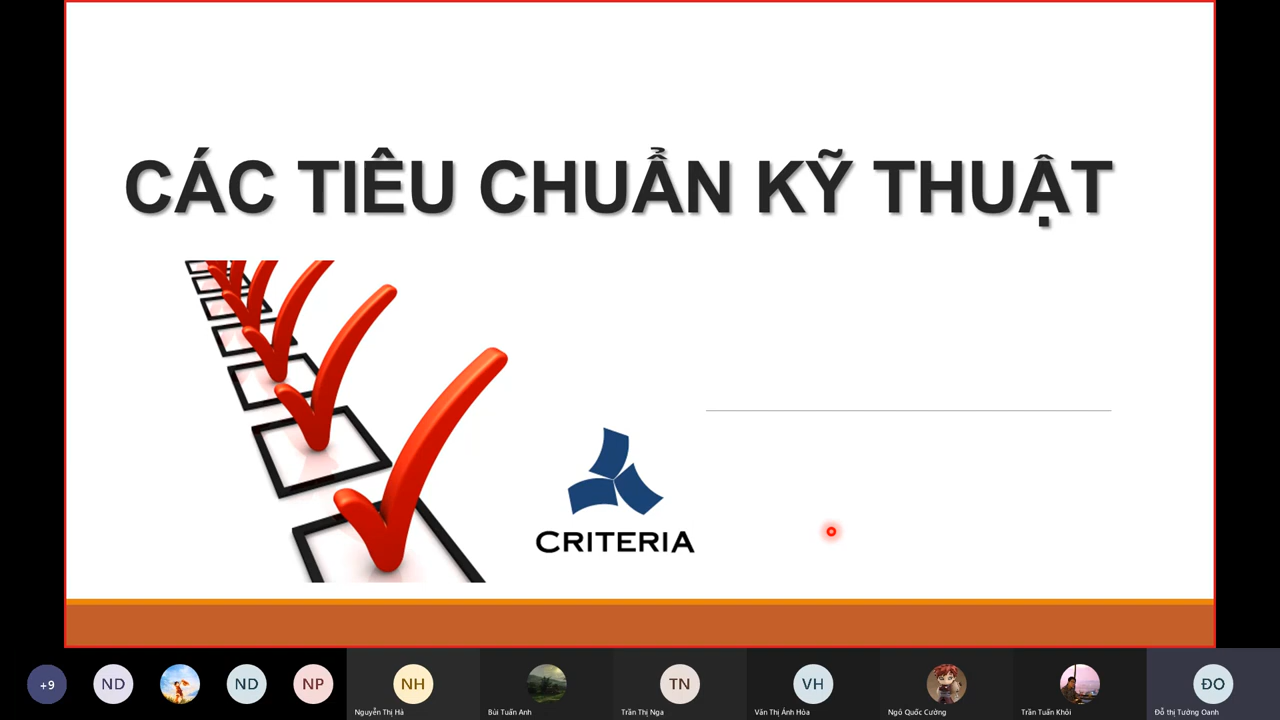 CÁC TIÊU CHUẨN KỸ THUẬT
CRITERIA
+9
ND
ND
NP
NH
TN
VH
ĐO
Nguyễn Thị Hà
Bùi Tuấn Anh
Trần Thị Nga
Văn Thị Ánh Hòa
Ngô Quốc Cường
Trần Tuấn Khôi
Đỗ thị Tường Oanh